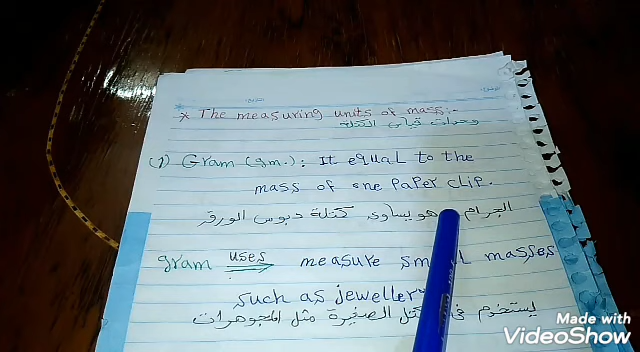 * The measuring units of mass:-
وحدات قياس الكتلة
(1) Gram (gm.): It equal to the
mass of one Paper clip.
الجرام هو يساوى كتلة دبوس الورق
gram uses measure small masses
such as jewellery
يستخدم فى الكتل الصغيرة مثل المجوهرات
Made with
VideoShow